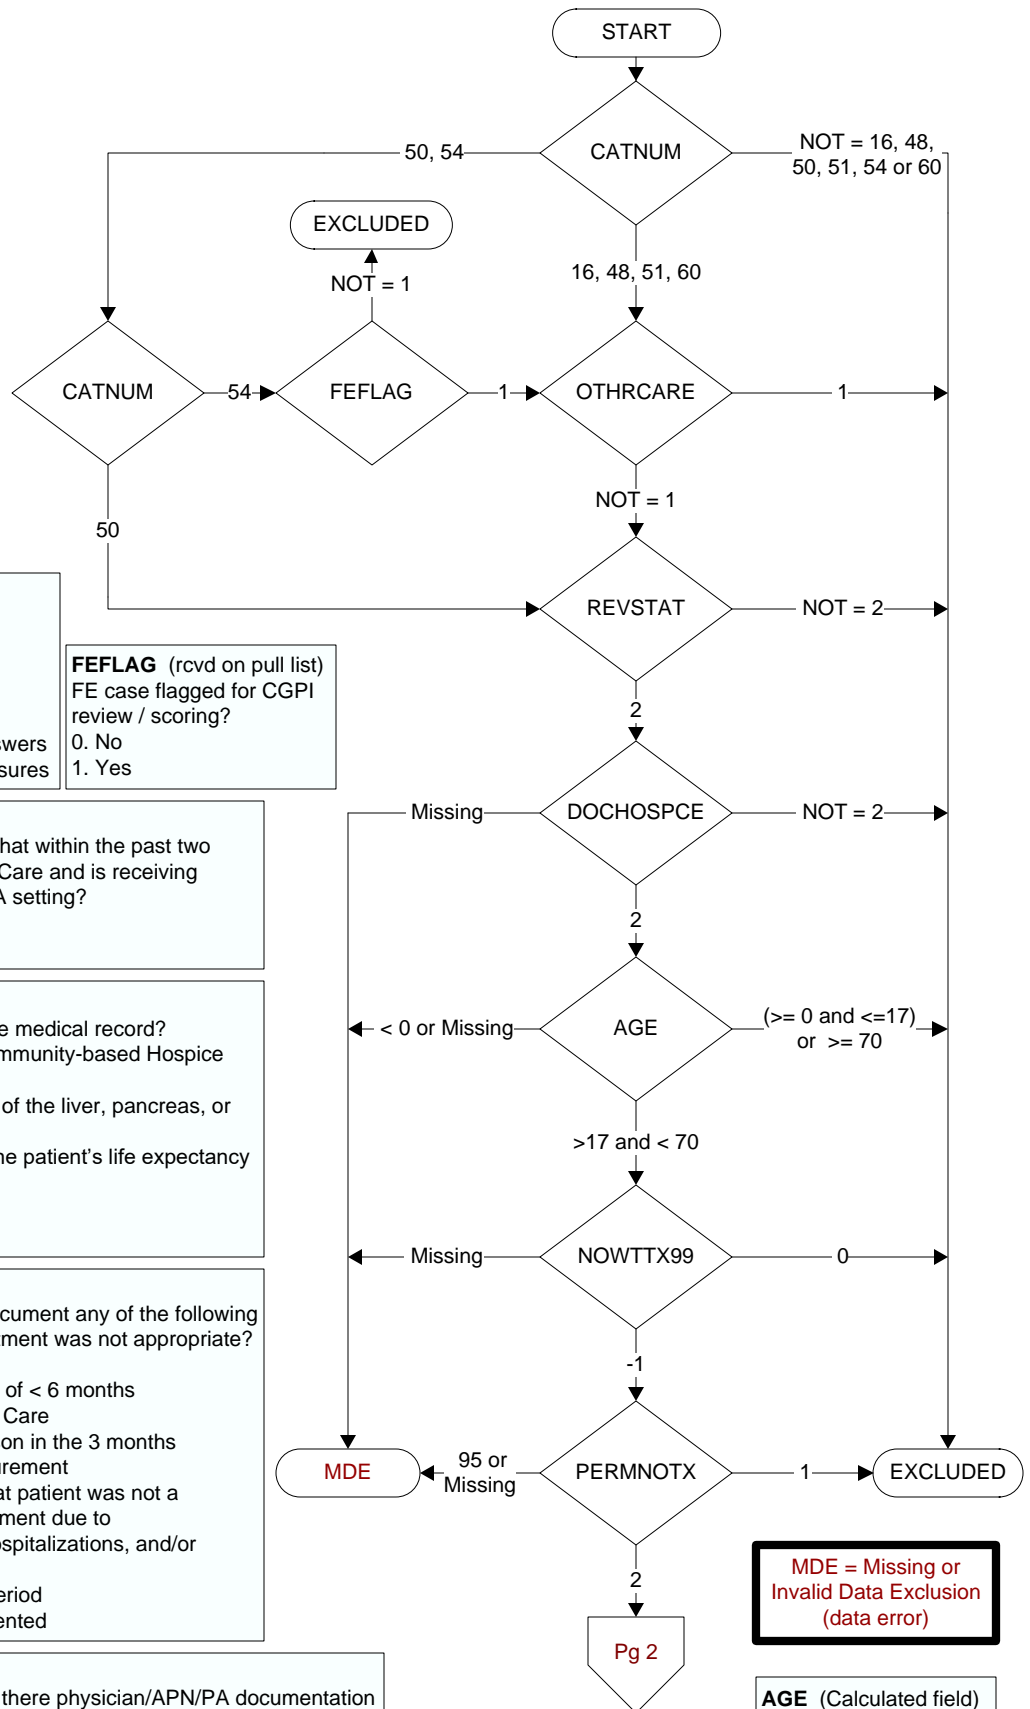 START
CATNUM
50, 54
NOT = 16, 48,
50, 51, 54 or 60
EXCLUDED
NOT = 1
16, 48, 51, 60
CATNUM
54
FEFLAG
1
OTHRCARE
1
NOT = 1
50
REVSTAT
NOT = 2
FEFLAG (rcvd on pull list)
FE case flagged for CGPI
review / scoring?
0. No
1. Yes
swers
sures
2
Missing
DOCHOSPCE
NOT = 2
hat within the past two
Care and is receiving
A setting?
2
< 0 or Missing
AGE
(>= 0 and <=17)
or >= 70
e medical record?
mmunity-based Hospice
of the liver, pancreas, or
ne patient's life expectancy
>17 and < 70
Missing
NOWTTX99
0
cument any of the following
tment was not appropriate?
of < 6 months
Care
on in the 3 months
urement
at patient was not a
ment due to
ospitalizations, and/or
eriod
ented
-1
MDE
95 or
Missing
PERMNOTX
1
EXCLUDED
2
MDE = Missing or
Invalid Data Exclusion
(data error)
Pg 2
there physician/APN/PA documentation
AGE (Calculated field)